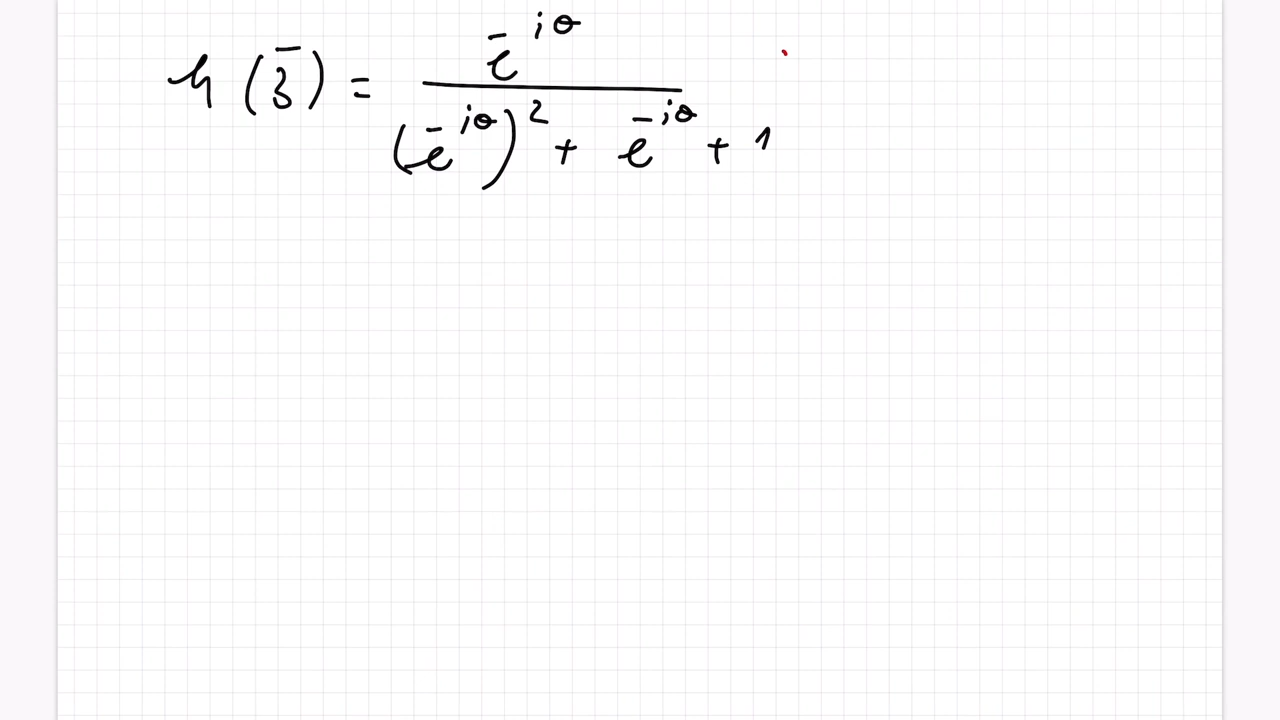 h(z̄) = e^{-iθ} / ((e^{-iθ})^2 + e^{-iθ} + 1)